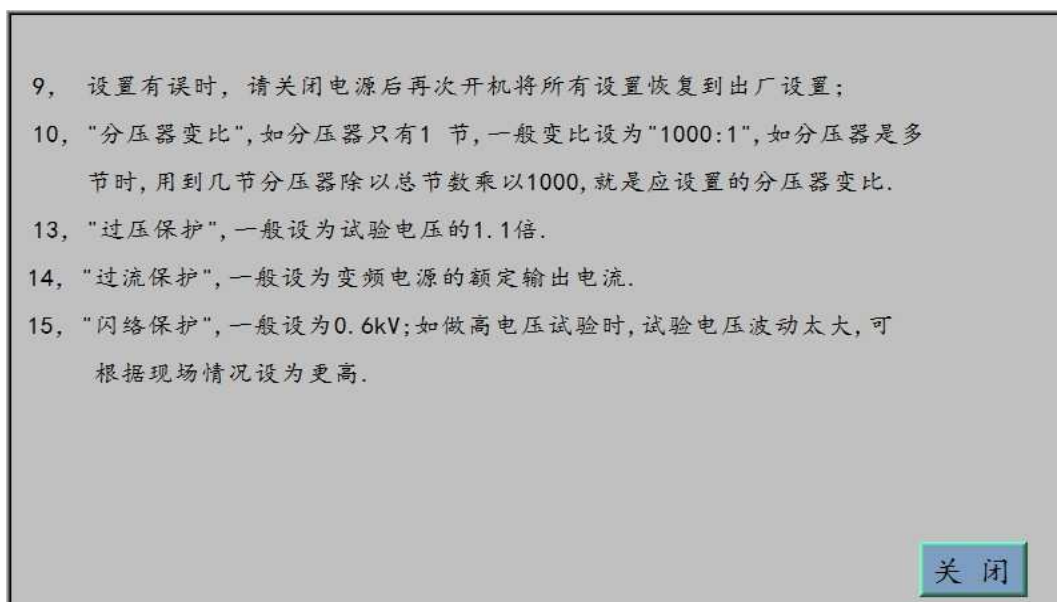 9, 设置有误时, 请关闭电源后再次开机将所有设置恢复到出厂设置;
10, "分压器变比",如分压器只有1 节,一般变比设为"1000:1",如分压器是多
节时,用到几节分压器除以总节数乘以1000,就是应设置的分压器变比.
13, "过压保护",一般设为试验电压的1.1倍.
14, "过流保护",一般设为变频电源的额定输出电流.
15, "闪络保护",一般设为0.6kV;如做高电压试验时,试验电压波动太大,可
根据现场情况设为更高.
关 闭